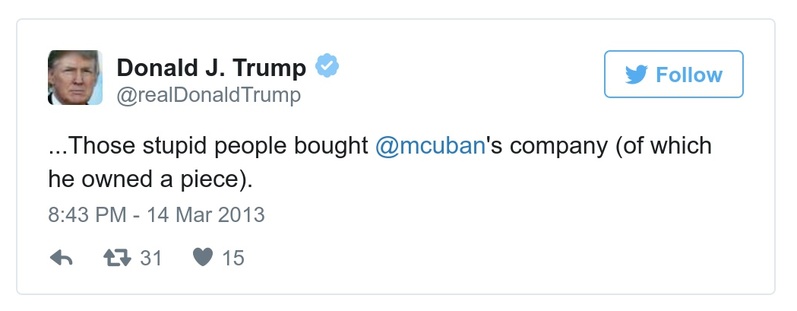 Donald J. Trump
@realDonaldTrump
Follow
...Those stupid people bought @mcuban's company (of which
he owned a piece).
8:43 PM - 14 Mar 2013
31 15